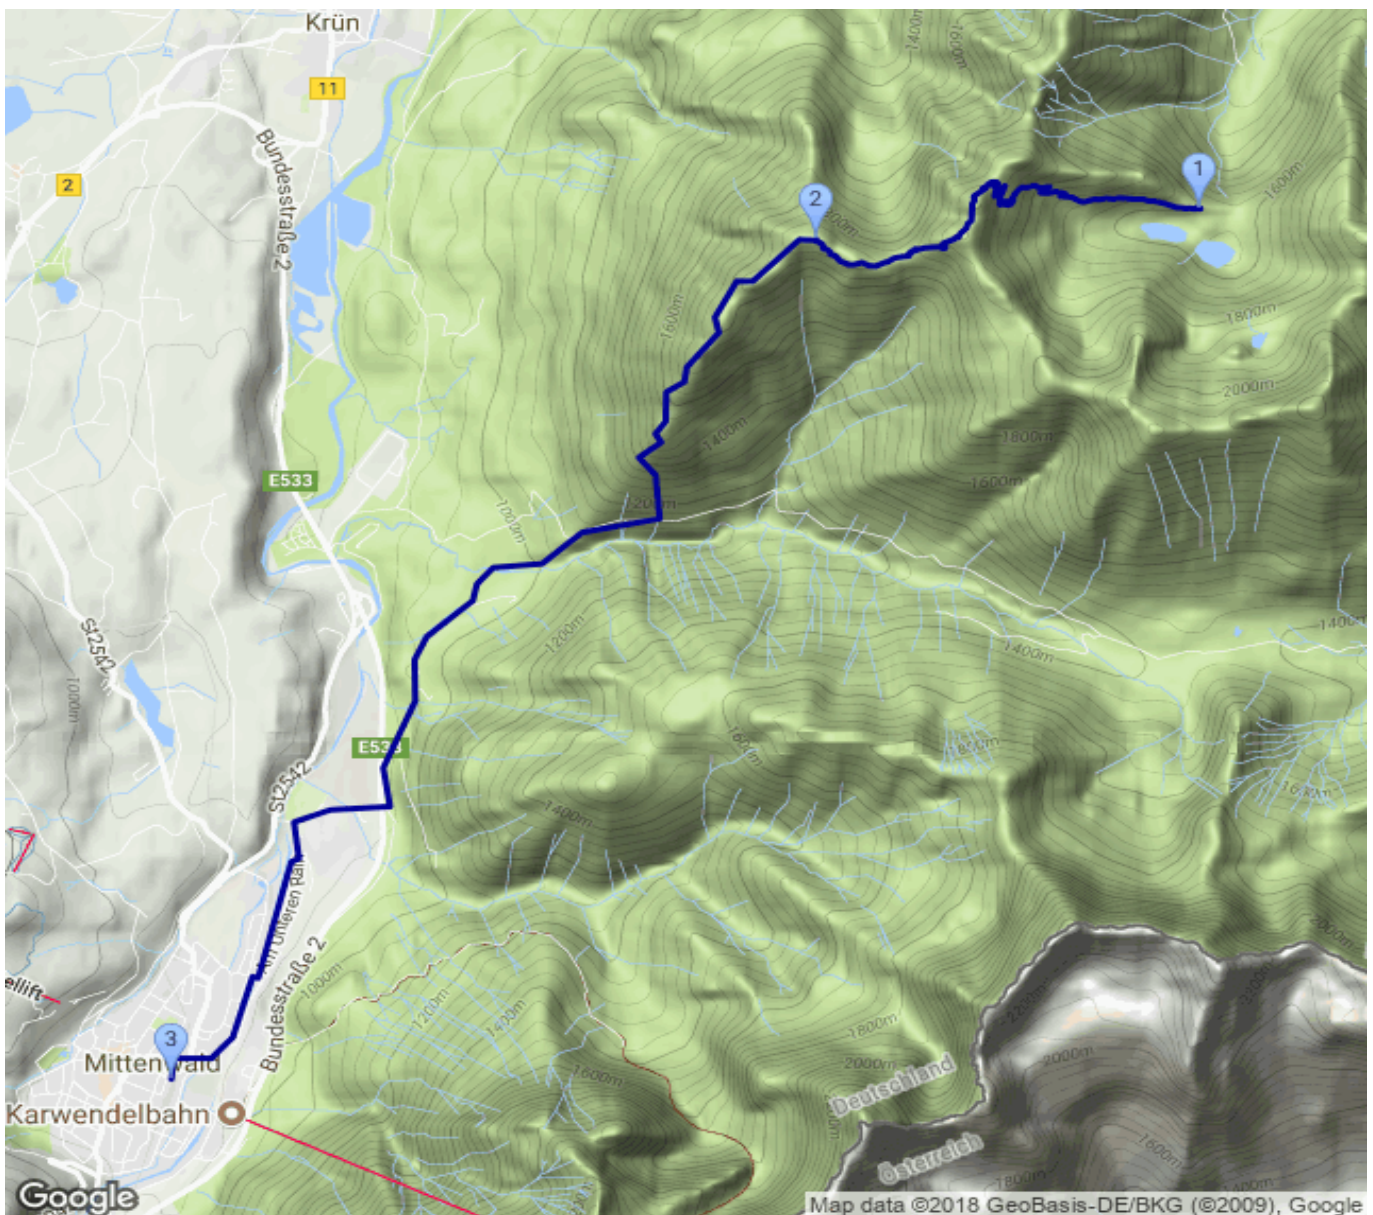 Krün
1400m
1600m
11
Bundesstraße 2
2
1
1600m
2
1600m
1800m
2000m
1400m
1800m
E533
1600m
1200m
1000m
St2542
1000m
1200m
1400m
1400m
1600m
1800m
E533
St2542
1400m
Am Unteren Rain
2000m
Bundesstraße 2
1000m
ellift
1200m
1400m
2200m
1800m
2000m
2000m
3
Mittenwald
1600m
Deutschland
Karwendelbahn
Österreich
1600m
1800m
1400m
Google
Map data ©2018 GeoBasis-DE/BKG (©2009), Google